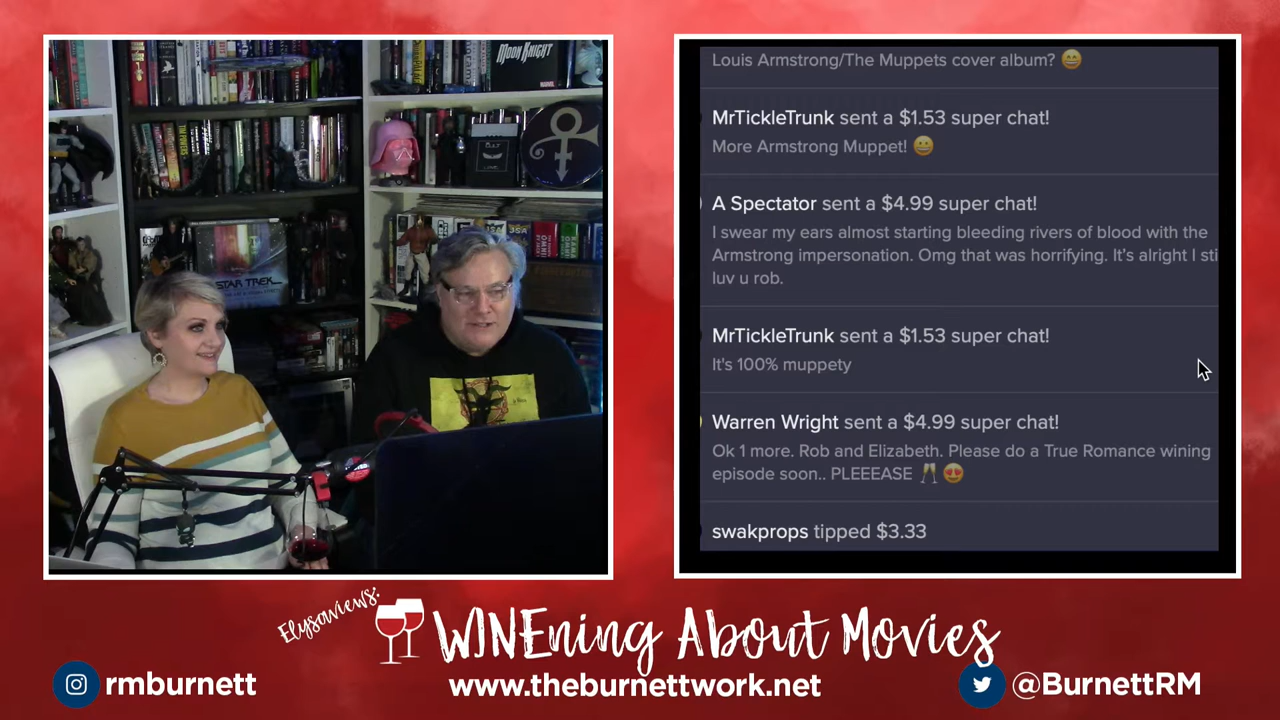 MOON KNIGHT
STAR TREK
Louis Armstrong/The Muppets cover album? 😄
MrTickleTrunk sent a $1.53 super chat!
More Armstrong Muppet! 😀
A Spectator sent a $4.99 super chat!
I swear my ears almost starting bleeding rivers of blood with the
Armstrong impersonation. Omg that was horrifying. It's alright I sti
luv u rob.
MrTickleTrunk sent a $1.53 super chat!
It's 100% muppety
Warren Wright sent a $4.99 super chat!
Ok 1 more. Rob and Elizabeth. Please do a True Romance wining
episode soon.. PLEEEASE 🥂 😍
swakprops tipped $3.33
Elysoviews:
WINEning About Movies
rmburnett
www.theburnettwork.net
@BurnettRM